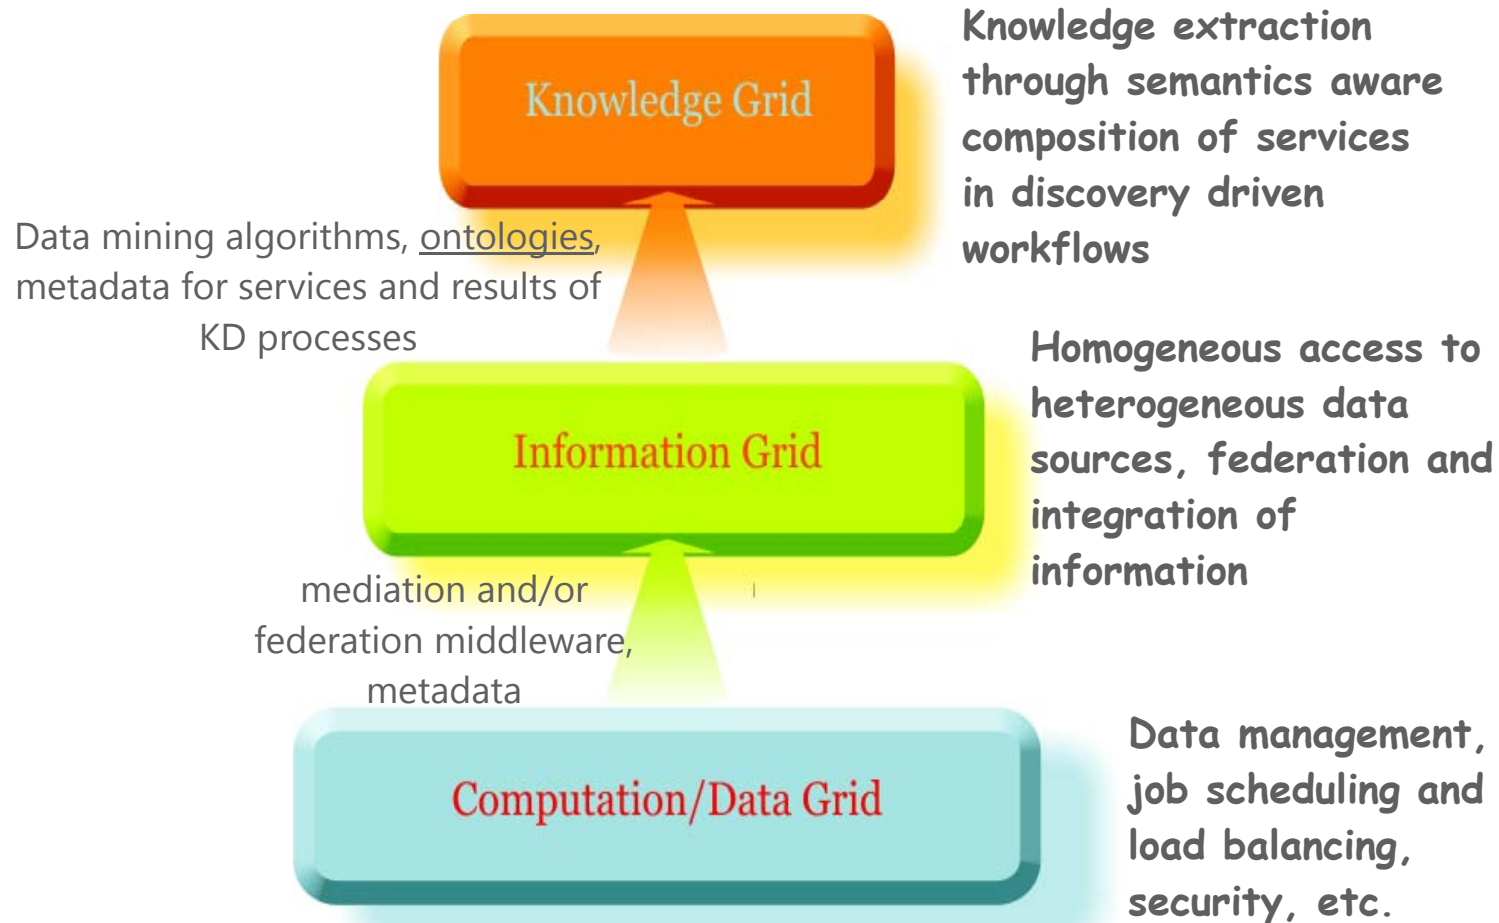 Knowledge Grid
Knowledge extraction
through semantics aware
composition of services
in discovery driven
workflows
Data mining algorithms, ontologies,
metadata for services and results of
KD processes
Information Grid
Homogeneous access to
heterogeneous data
sources, federation and
integration of
information
mediation and/or
federation middleware,
metadata
Computation/Data Grid
Data management,
job scheduling and
load balancing,
security, etc.